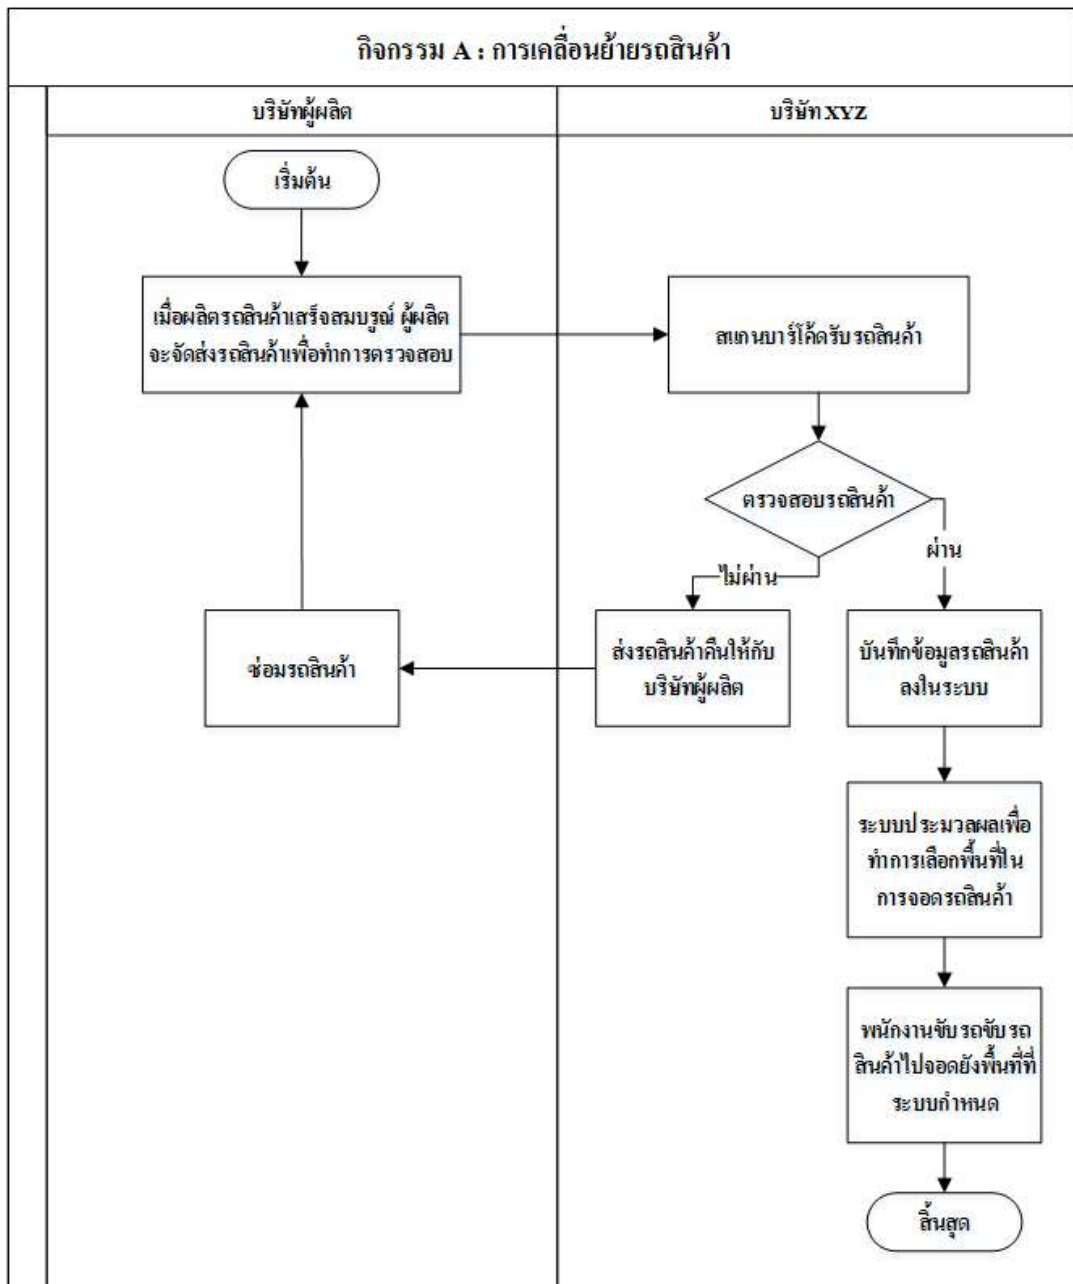 กิจกรรม A : การเคลื่อนย้ายรถสินค้า
บริษัทผู้ผลิต
บริษัท XYZ
เริ่มต้น
เมื่อผลิตรถสินค้าเสร็จสมบรูณ์ ผู้ผลิต
จะจัดส่งรถสินค้าเพื่อทำการตรวจสอบ
สแกนบาร์โค้ดรับรถสินค้า
ตรวจสอบรถสินค้า
ผ่าน
ไม่ผ่าน
ซ่อมรถสินค้า
ส่งรถสินค้าคืนให้กับ
บริษัทผู้ผลิต
บันทึกข้อมูลรถสินค้า
ลงในระบบ
ระบบประมวลผลเพื่อ
ทำการเลือกพื้นที่ใน
การจอดรถสินค้า
พนักงานขับรถขับรถ
สินค้าไปจอดยังพื้นที่ที่
ระบบกำหนด
สิ้นสุด